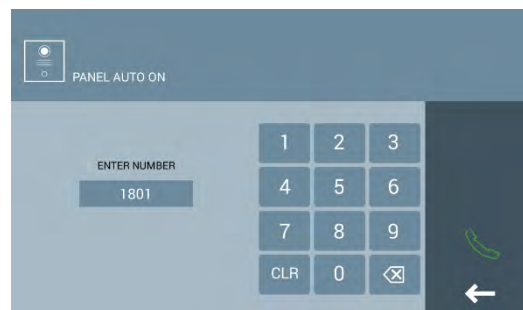 PANEL AUTO ON
ENTER NUMBER
1801
1 2 3
4 5 6
7 8 9
CLR 0